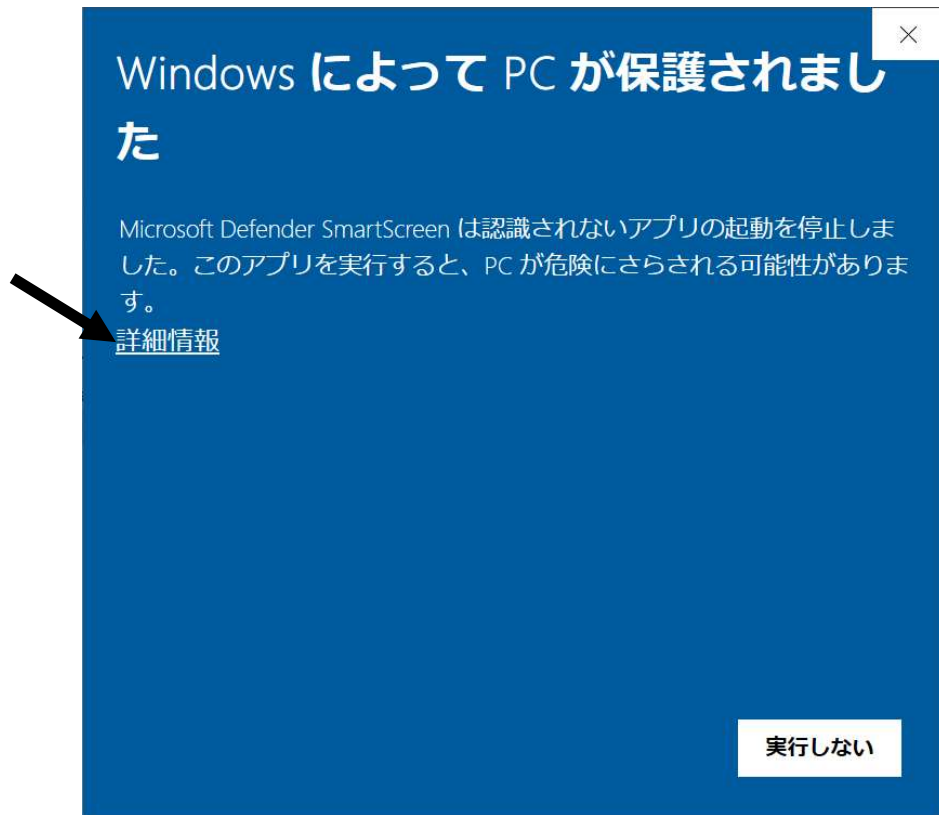 Windows によって PC が保護されまし
た
Microsoft Defender SmartScreen は認識されないアプリの起動を停止しま
した。このアプリを実行すると、PC が危険にさらされる可能性がありま
す。
詳細情報
実行しない